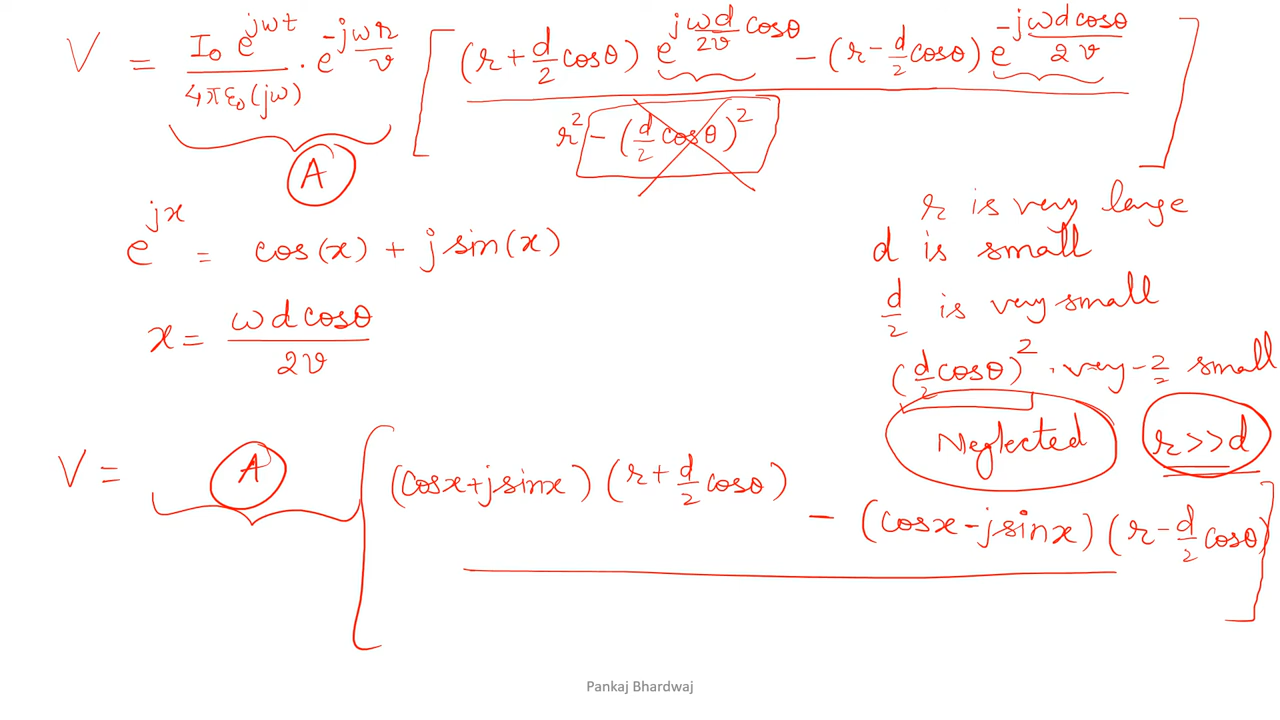 V = I₀ e^{jωt} / 4πε₀(jω) · e^{-jωr/v} [ (r + d/2 cosθ) e^{jωd/2v cosθ} − (r − d/2 cosθ) e^{-jωd cosθ/2v} / r² − (d/2 cosθ)² ]
A
r is very large
e^{jx} = cos(x) + j sin(x)
d is small
d/2 is very small
x = ωd cosθ / 2v
(d/2 cosθ)² · very small
Neglected r>>d
V = A [ (cosx + j sinx) (r + d/2 cosθ)
− (cosx − j sinx) (r − d/2 cosθ) ]
Pankaj Bhardwaj